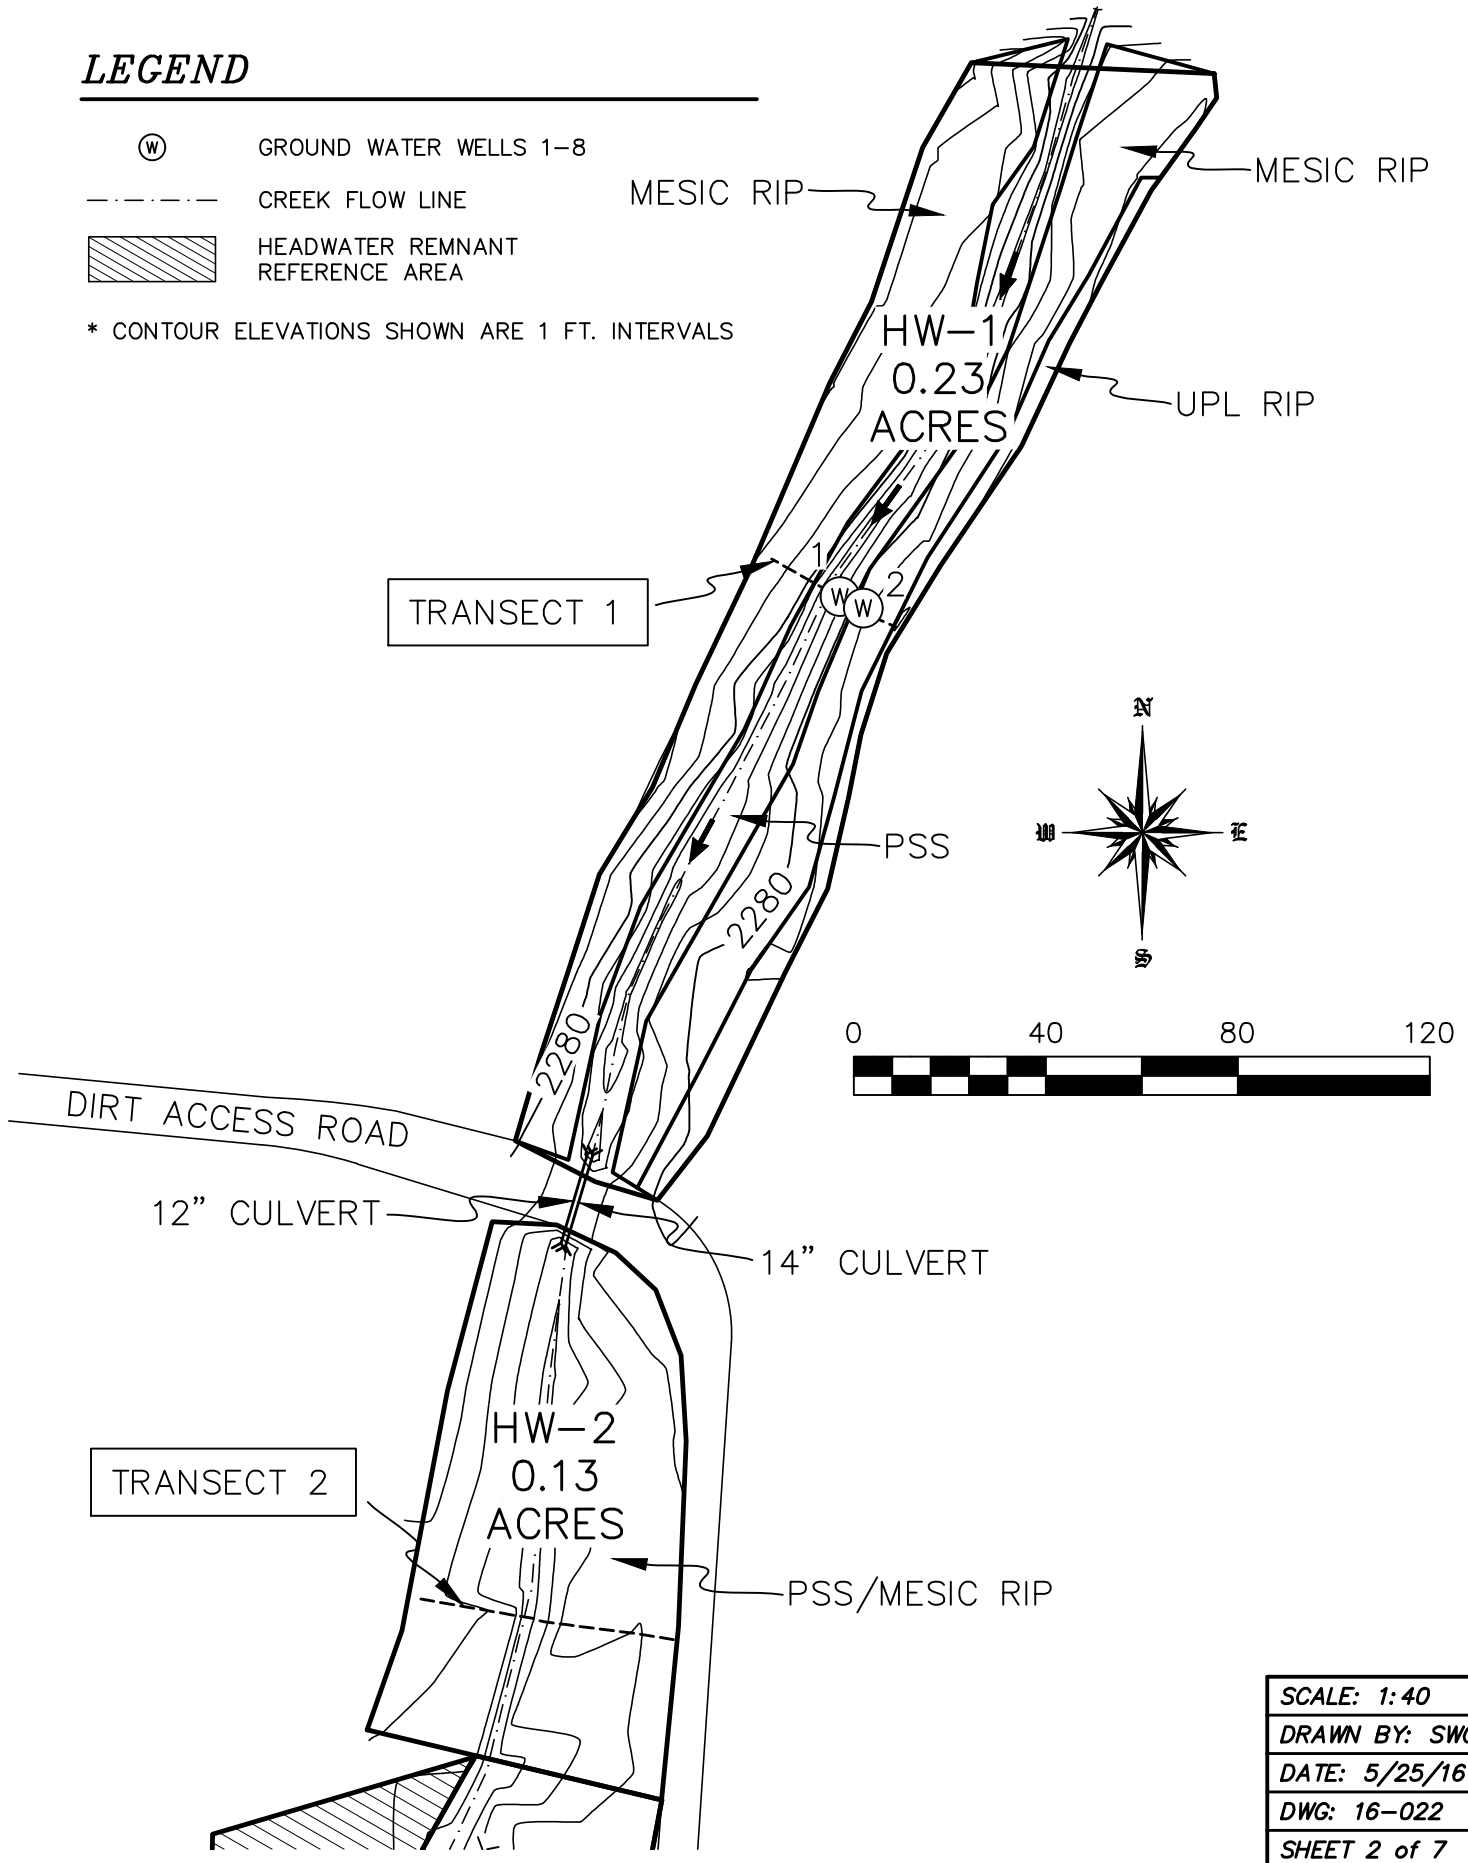 LEGEND
W
GROUND WATER WELLS 1-8
CREEK FLOW LINE
HEADWATER REMNANT
REFERENCE AREA
* CONTOUR ELEVATIONS SHOWN ARE 1 FT. INTERVALS
MESIC RIP
MESIC RIP
HW-1
0.23
ACRES
UPL RIP
TRANSECT 1
1
2
W
W
N
W
E
S
PSS
2280
2280
0 40 80 120
DIRT ACCESS ROAD
12” CULVERT
14” CULVERT
HW-2
0.13
ACRES
TRANSECT 2
PSS/MESIC RIP
SCALE: 1:40
DRAWN BY:
DATE: 5/25/16
DWG: 16-022
SHEET 2 of 7